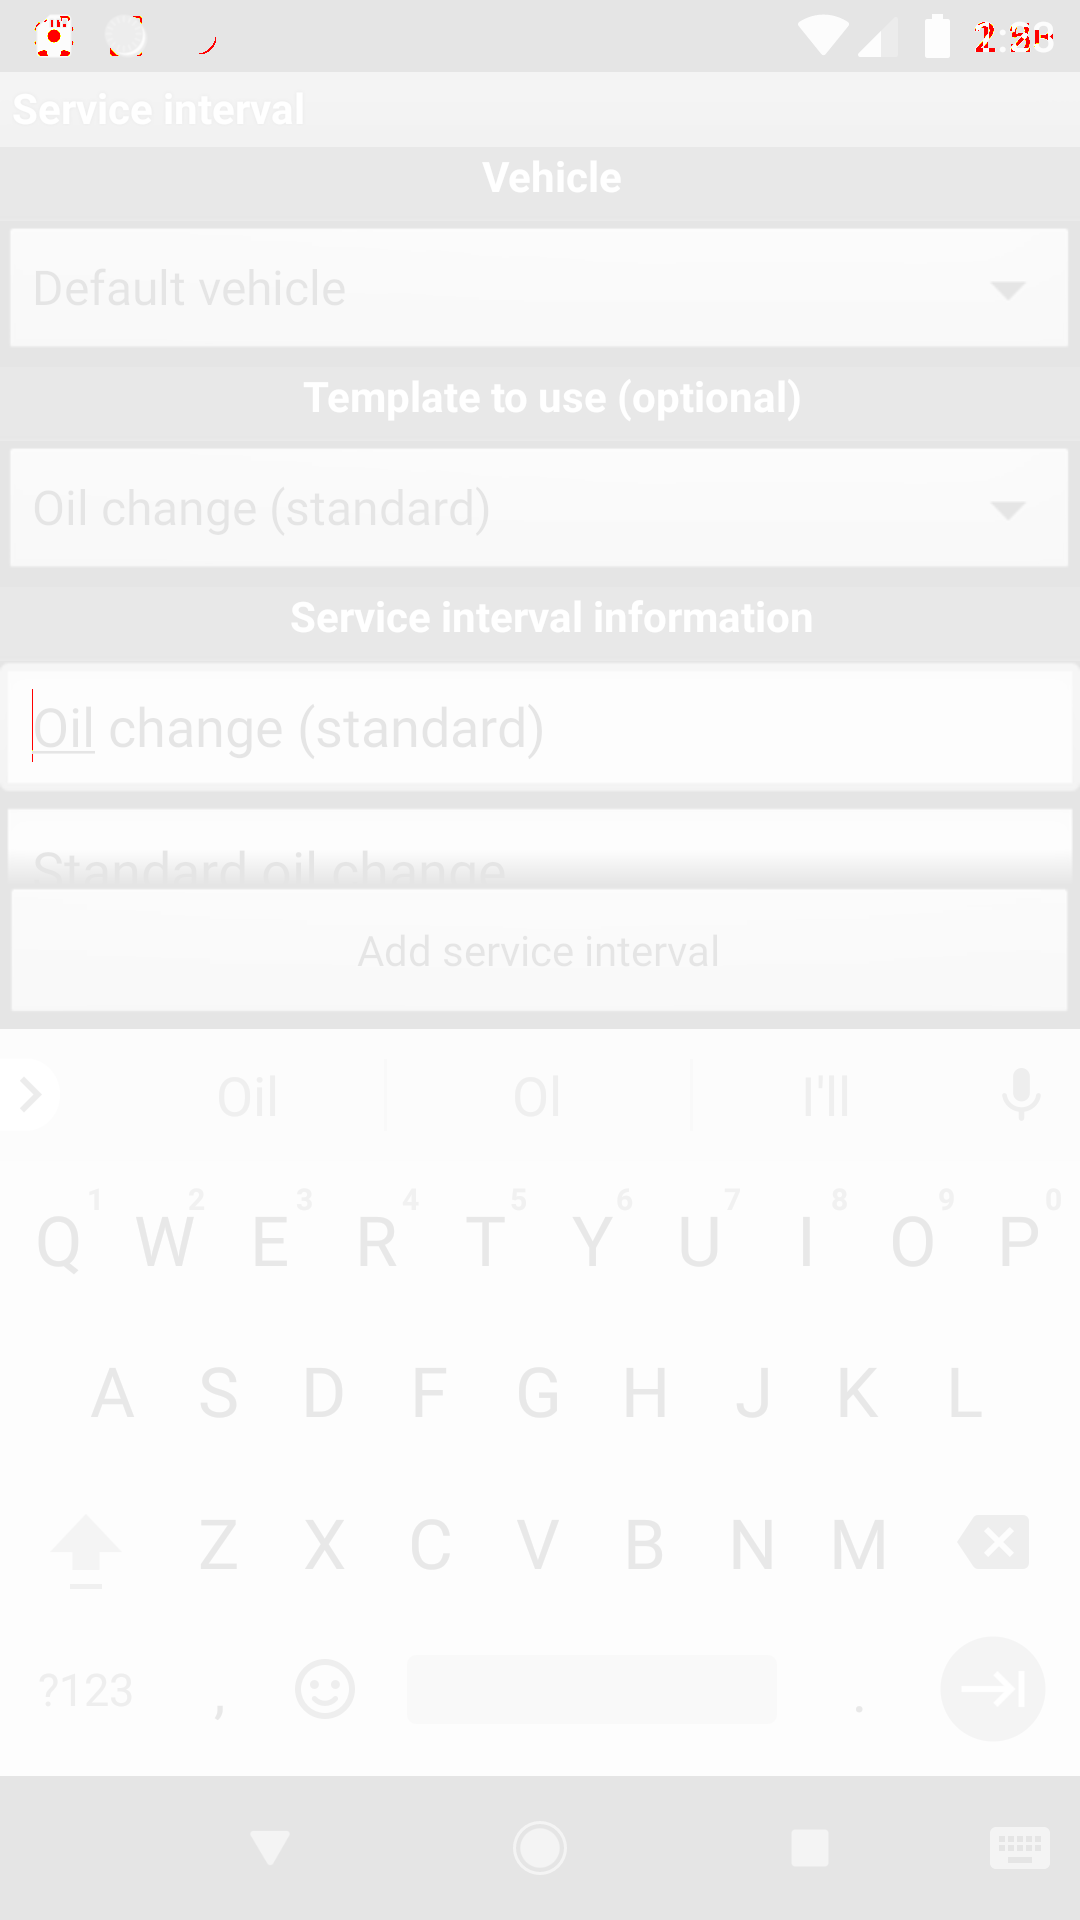 Service interval
Vehicle
Default vehicle
Template to use (optional)
Oil change (standard)
Service interval information
Oil change (standard)
Standard oil change
Add service interval
Oil Ol I'll
1 2 3 4 5 6 7 8 9 0
Q W E R T Y U I O P
A S D F G H J K L
Z X C V B N M
?123 , .